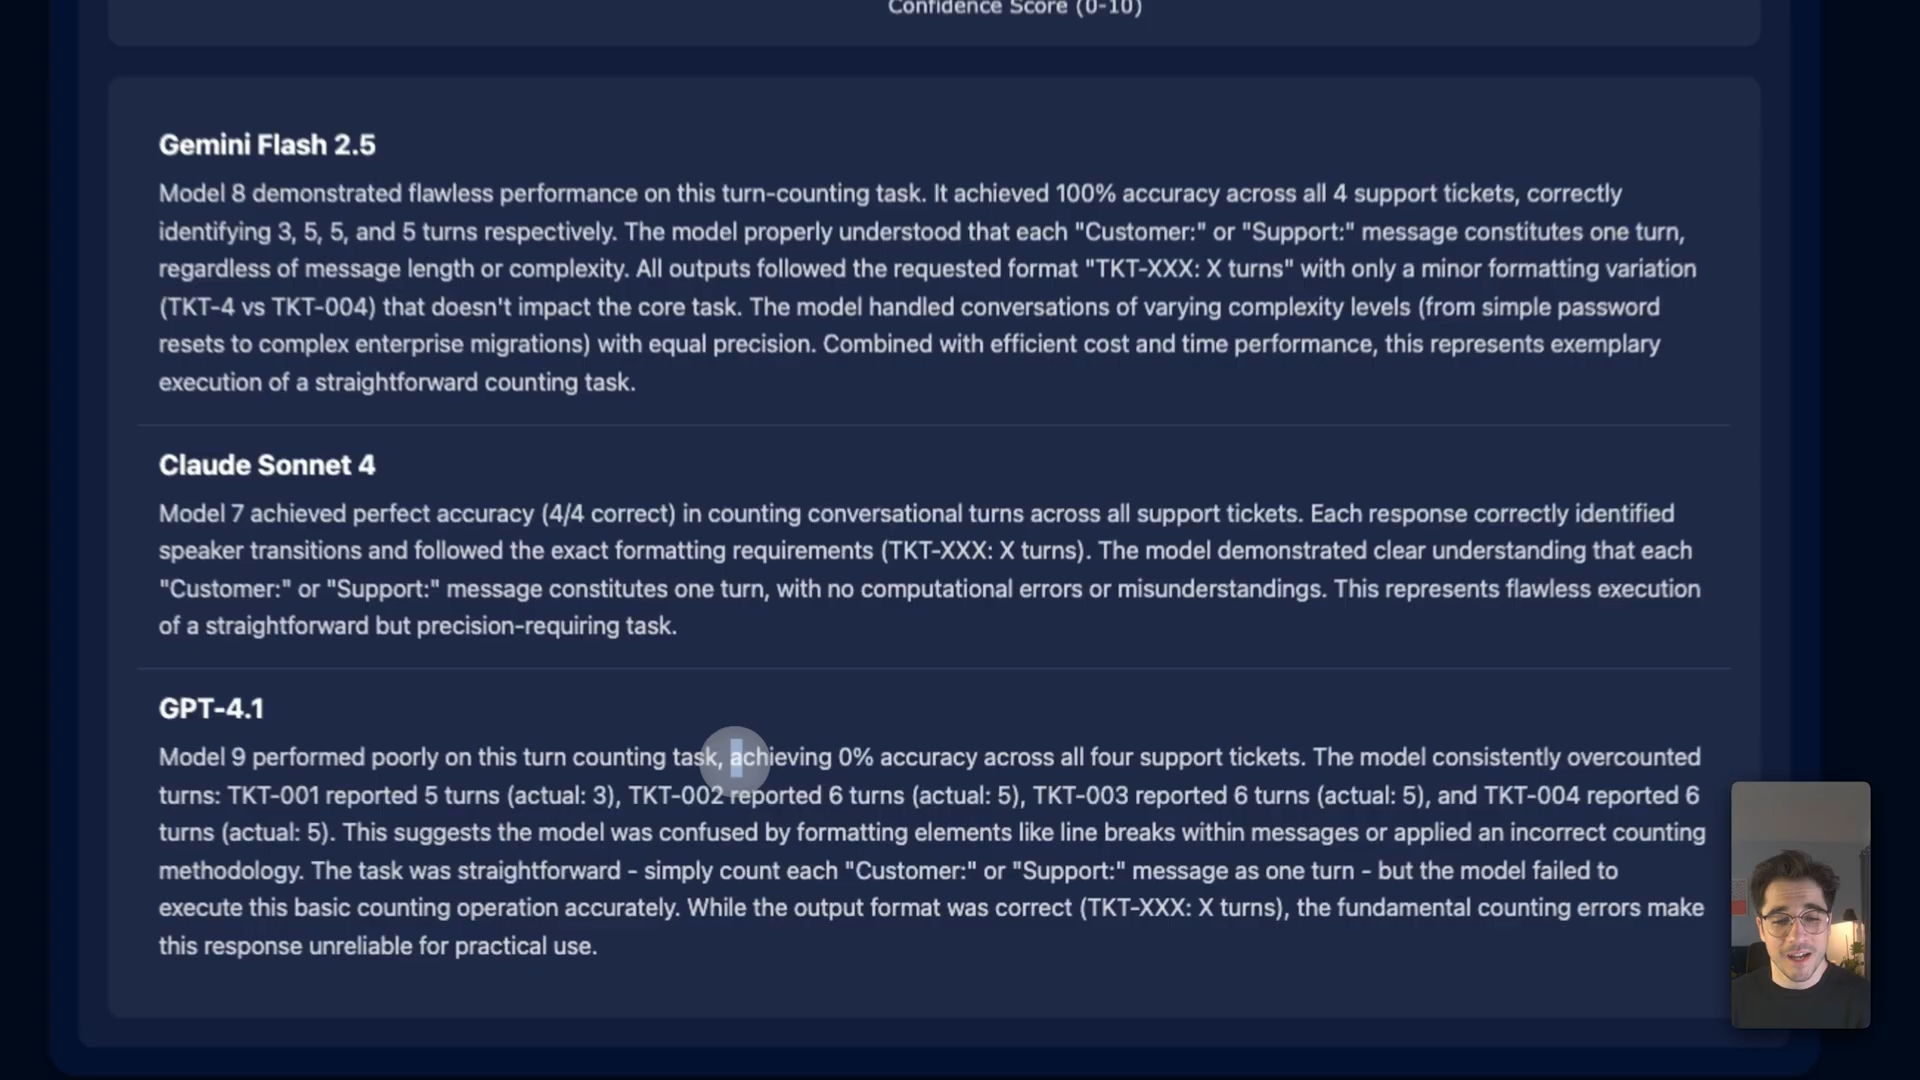 Confidence Score (0-10)
Gemini Flash 2.5
Model 8 demonstrated flawless performance on this turn-counting task. It achieved 100% accuracy across all 4 support tickets, correctly
identifying 3, 5, 5, and 5 turns respectively. The model properly understood that each "Customer:" or "Support:" message constitutes one turn,
regardless of message length or complexity. All outputs followed the requested format "TKT-XXX: X turns" with only a minor formatting variation
(TKT-4 vs TKT-004) that doesn't impact the core task. The model handled conversations of varying complexity levels (from simple password
resets to complex enterprise migrations) with equal precision. Combined with efficient cost and time performance, this represents exemplary
execution of a straightforward counting task.
Claude Sonnet 4
Model 7 achieved perfect accuracy (4/4 correct) in counting conversational turns across all support tickets. Each response correctly identified
speaker transitions and followed the exact formatting requirements (TKT-XXX: X turns). The model demonstrated clear understanding that each
"Customer:" or "Support:" message constitutes one turn, with no computational errors or misunderstandings. This represents flawless execution
of a straightforward but precision-requiring task.
GPT-4.1
Model 9 performed poorly on this turn counting task, achieving 0% accuracy across all four support tickets. The model consistently overcounted
turns: TKT-001 reported 5 turns (actual: 3), TKT-002 reported 6 turns (actual: 5), TKT-003 reported 6 turns (actual: 5), and TKT-004 reported 6
turns (actual: 5). This suggests the model was confused by formatting elements like line breaks within messages or applied an incorrect counting
methodology. The task was straightforward - simply count each "Customer:" or "Support:" message as one turn - but the model failed to
execute this basic counting operation accurately. While the output format was correct (TKT-XXX: X turns), the fundamental counting errors make
this response unreliable for practical use.